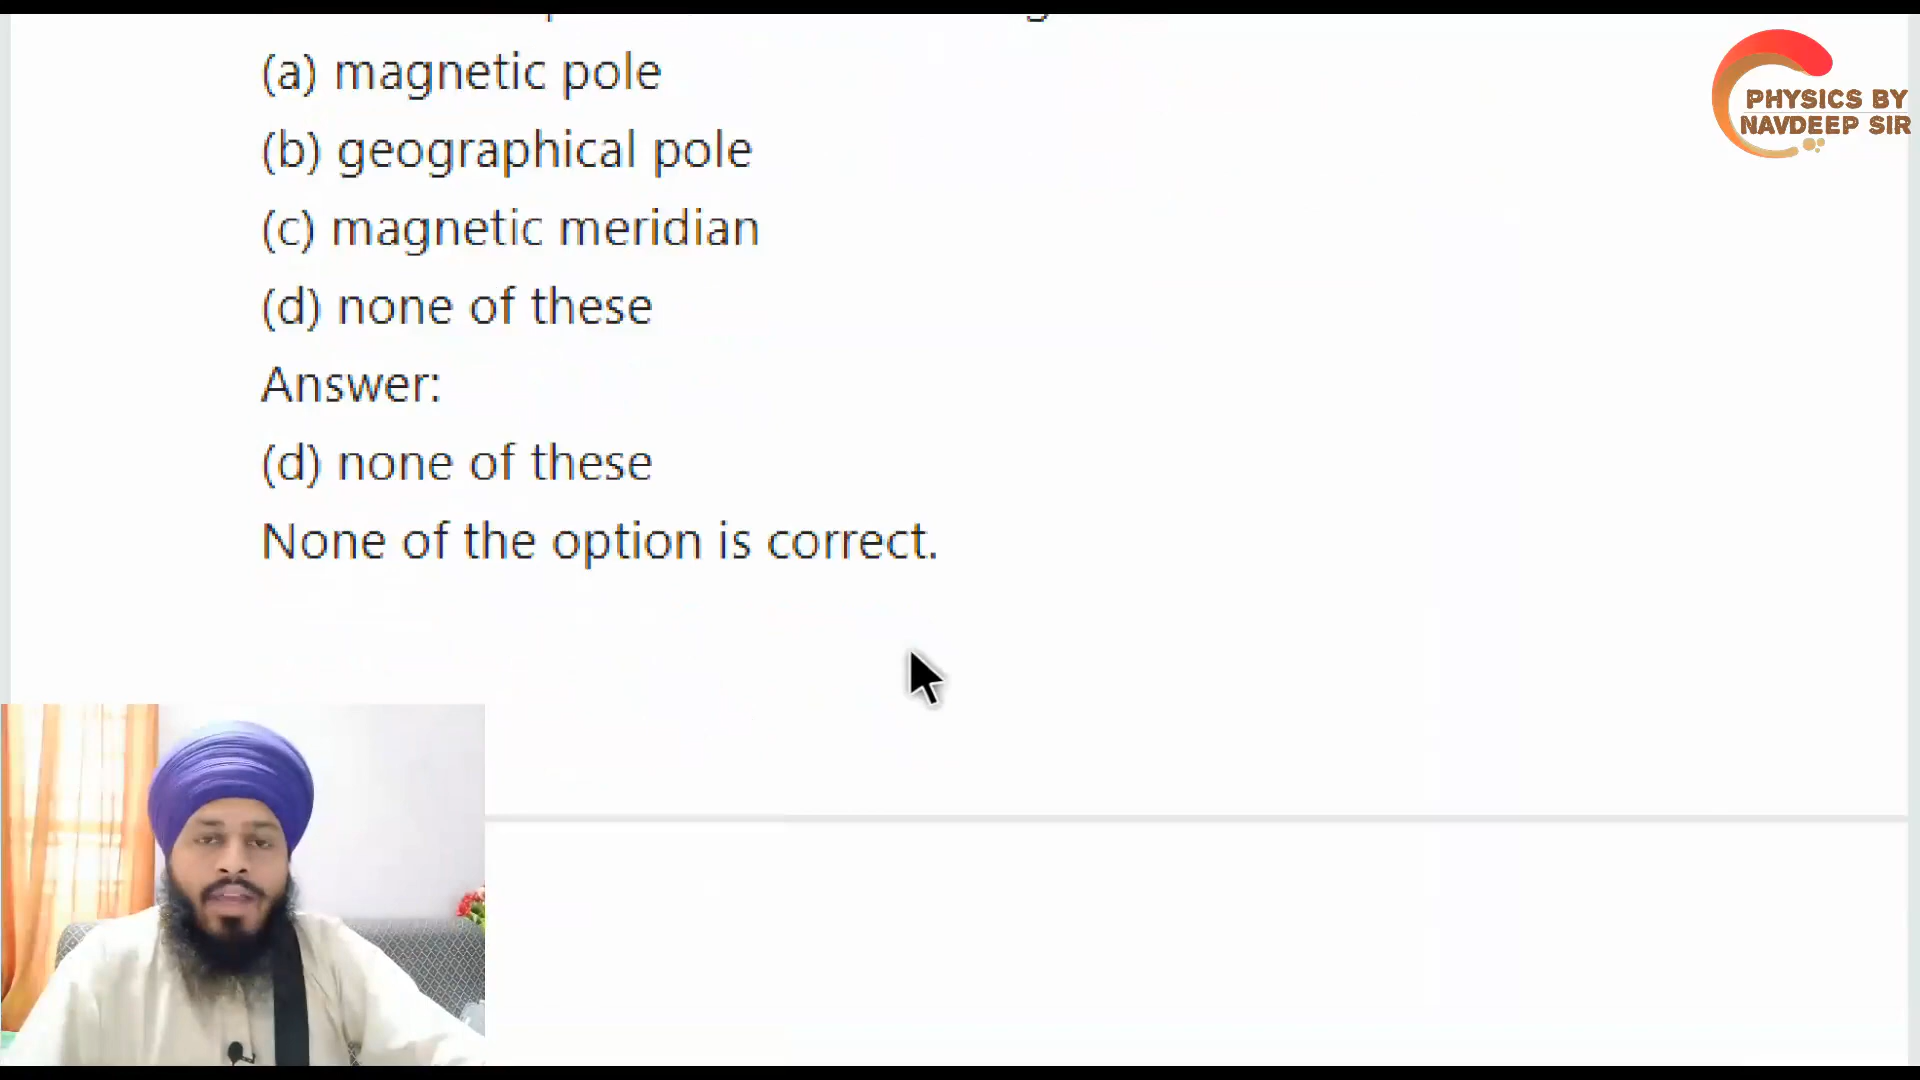 (a) magnetic pole
(b) geographical pole
(c) magnetic meridian
(d) none of these
Answer:
(d) none of these
None of the option is correct.
PHYSICS BY
NAVDEEP SIR